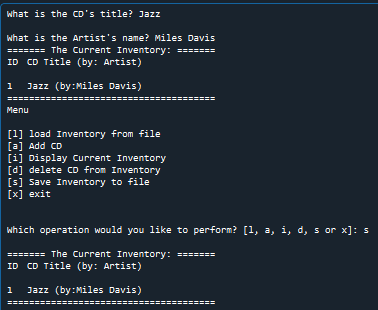 What is the CD's title? Jazz
What is the Artist's name? Miles Davis
======= The Current Inventory: =======
ID CD Title (by: Artist)
1 Jazz (by:Miles Davis)
======================================
Menu
[l] load Inventory from file
[a] Add CD
[i] Display Current Inventory
[d] delete CD from Inventory
[s] Save Inventory to file
[x] exit
Which operation would you like to perform? [l, a, i, d, s or x]: s
======= The Current Inventory: =======
ID CD Title (by: Artist)
1 Jazz (by:Miles Davis)
======================================